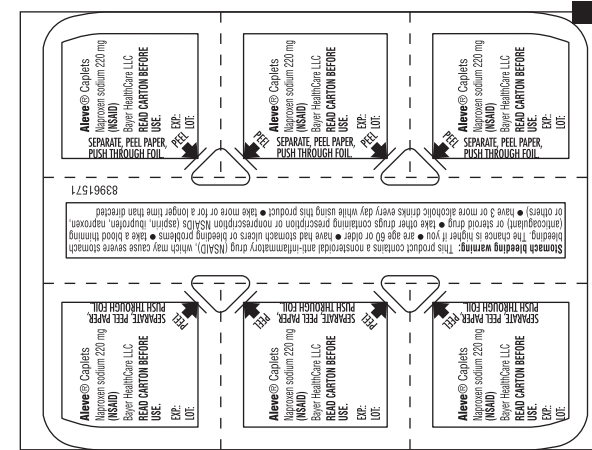 Aleve® Caplets
Naproxen sodium 220 mg
(NSAID)
Bayer HealthCare LLC
READ CARTON BEFORE
USE.
EXP.:
LOT:
SEPARATE, PEEL PAPER,
PUSH THROUGH FOIL.
PEEL
Aleve® Caplets
Naproxen sodium 220 mg
(NSAID)
Bayer HealthCare LLC
READ CARTON BEFORE
USE.
EXP.:
LOT:
PEEL
SEPARATE, PEEL PAPER,
PUSH THROUGH FOIL.
PEEL
Aleve® Caplets
Naproxen sodium 220 mg
(NSAID)
Bayer HealthCare LLC
READ CARTON BEFORE
USE.
EXP.:
LOT:
PEEL
SEPARATE, PEEL PAPER,
PUSH THROUGH FOIL.
Stomach bleeding warning: This product contains a nonsteroidal anti-inflammatory drug (NSAID), which may cause severe stomach
bleeding. The chance is higher if you ● are age 60 or older ● have had stomach ulcers or bleeding problems ● take a blood thinning
(anticoagulant) or steroid drug ● take other drugs containing prescription or nonprescription NSAIDS (aspirin, ibuprofen, naproxen,
or others) ● have 3 or more alcoholic drinks every day while using this product ● take more or for a longer time than directed
83961571
PEEL
SEPARATE, PEEL PAPER,
PUSH THROUGH FOIL
Aleve® Caplets
Naproxen sodium 220 mg
(NSAID)
Bayer HealthCare LLC
READ CARTON BEFORE
USE.
EXP.:
LOT:
PEEL
SEPARATE, PEEL PAPER,
PUSH THROUGH FOIL
PEEL
Aleve® Caplets
Naproxen sodium 220 mg
(NSAID)
Bayer HealthCare LLC
READ CARTON BEFORE
USE.
EXP.:
LOT:
PEEL
SEPARATE, PEEL PAPER,
PUSH THROUGH FOIL
Aleve® Caplets
Naproxen sodium 220 mg
(NSAID)
Bayer HealthCare LLC
READ CARTON BEFORE
USE.
EXP.:
LOT: